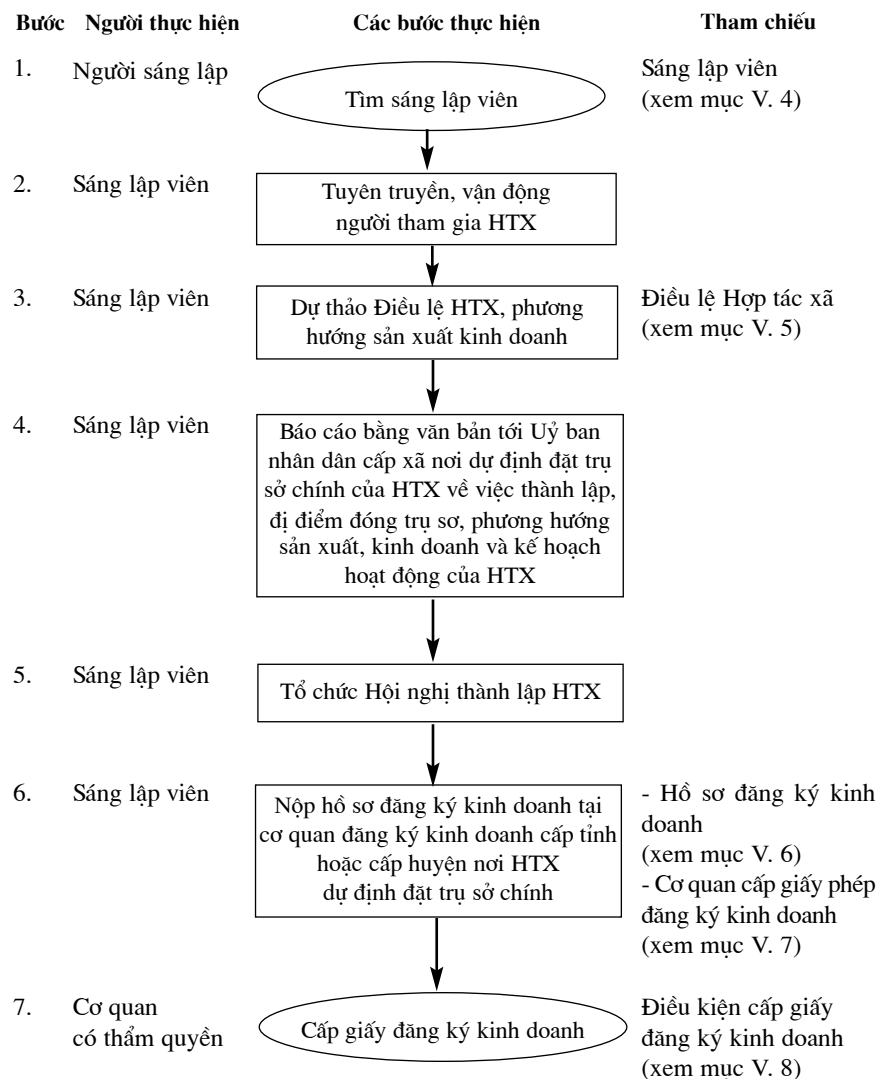 Bước Người thực hiện Các bước thực hiện Tham chiếu
1. Người sáng lập
Tìm sáng lập viên
Sáng lập viên
(xem mục V. 4)
2. Sáng lập viên
Tuyên truyền, vận động
người tham gia HTX
3. Sáng lập viên
Dự thảo Điều lệ HTX, phương
hướng sản xuất kinh doanh
Điều lệ Hợp tác xã
(xem mục V. 5)
4. Sáng lập viên
Báo cáo bằng văn bản tới Uỷ ban
nhân dân cấp xã nơi dự định đặt trụ
sở chính của HTX về việc thành lập,
đị điểm đóng trụ sơ, phương hướng
sản xuất, kinh doanh và kế hoạch
hoạt động của HTX
5. Sáng lập viên
Tổ chức Hội nghị thành lập HTX
6. Sáng lập viên
Nộp hồ sơ đăng ký kinh doanh tại
cơ quan đăng ký kinh doanh cấp tỉnh
hoặc cấp huyện nơi HTX
dự định đặt trụ sở chính
- Hồ sơ đăng ký kinh
doanh
(xem mục V. 6)
- Cơ quan cấp giấy phép
đăng ký kinh doanh
(xem mục V. 7)
7. Cơ quan
có thẩm quyền
Cấp giấy đăng ký kinh doanh
Điều kiện cấp giấy
đăng ký kinh doanh
(xem mục V. 8)